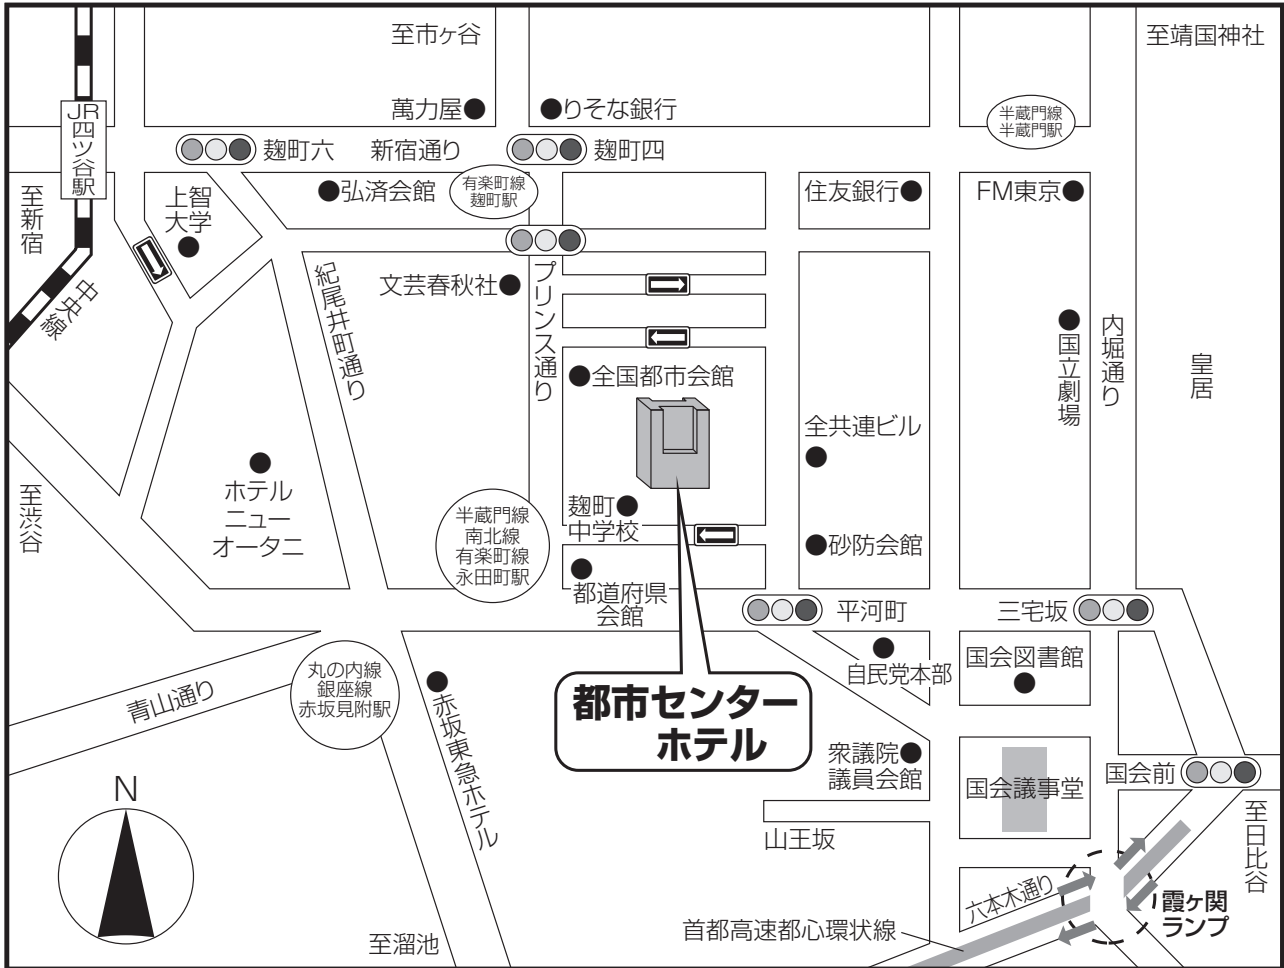 至市ヶ谷
至靖国神社
萬力屋
りそな銀行
半蔵門線
半蔵門駅
JR四ツ谷駅
麹町六
新宿通り
麹町四
至新宿
上智
大学
弘済会館
有楽町線
麹町駅
住友銀行
FM東京
中央線
紀尾井町通り
文芸春秋社
プリンス通り
国立劇場
内堀通り
皇居
全国都市会館
全共連ビル
至渋谷
ホテル
ニュー
オータニ
半蔵門線
南北線
有楽町線
永田町駅
麹町
中学校
砂防会館
都道府県
会館
平河町
三宅坂
自民党本部
国会図書館
丸の内線
銀座線
赤坂見附駅
青山通り
赤坂東急ホテル
都市センター
ホテル
衆議院
議員会館
国会議事堂
国会前
山王坂
至日比谷
N
六本木通り
霞ヶ関
ランプ
首都高速都心環状線
至溜池